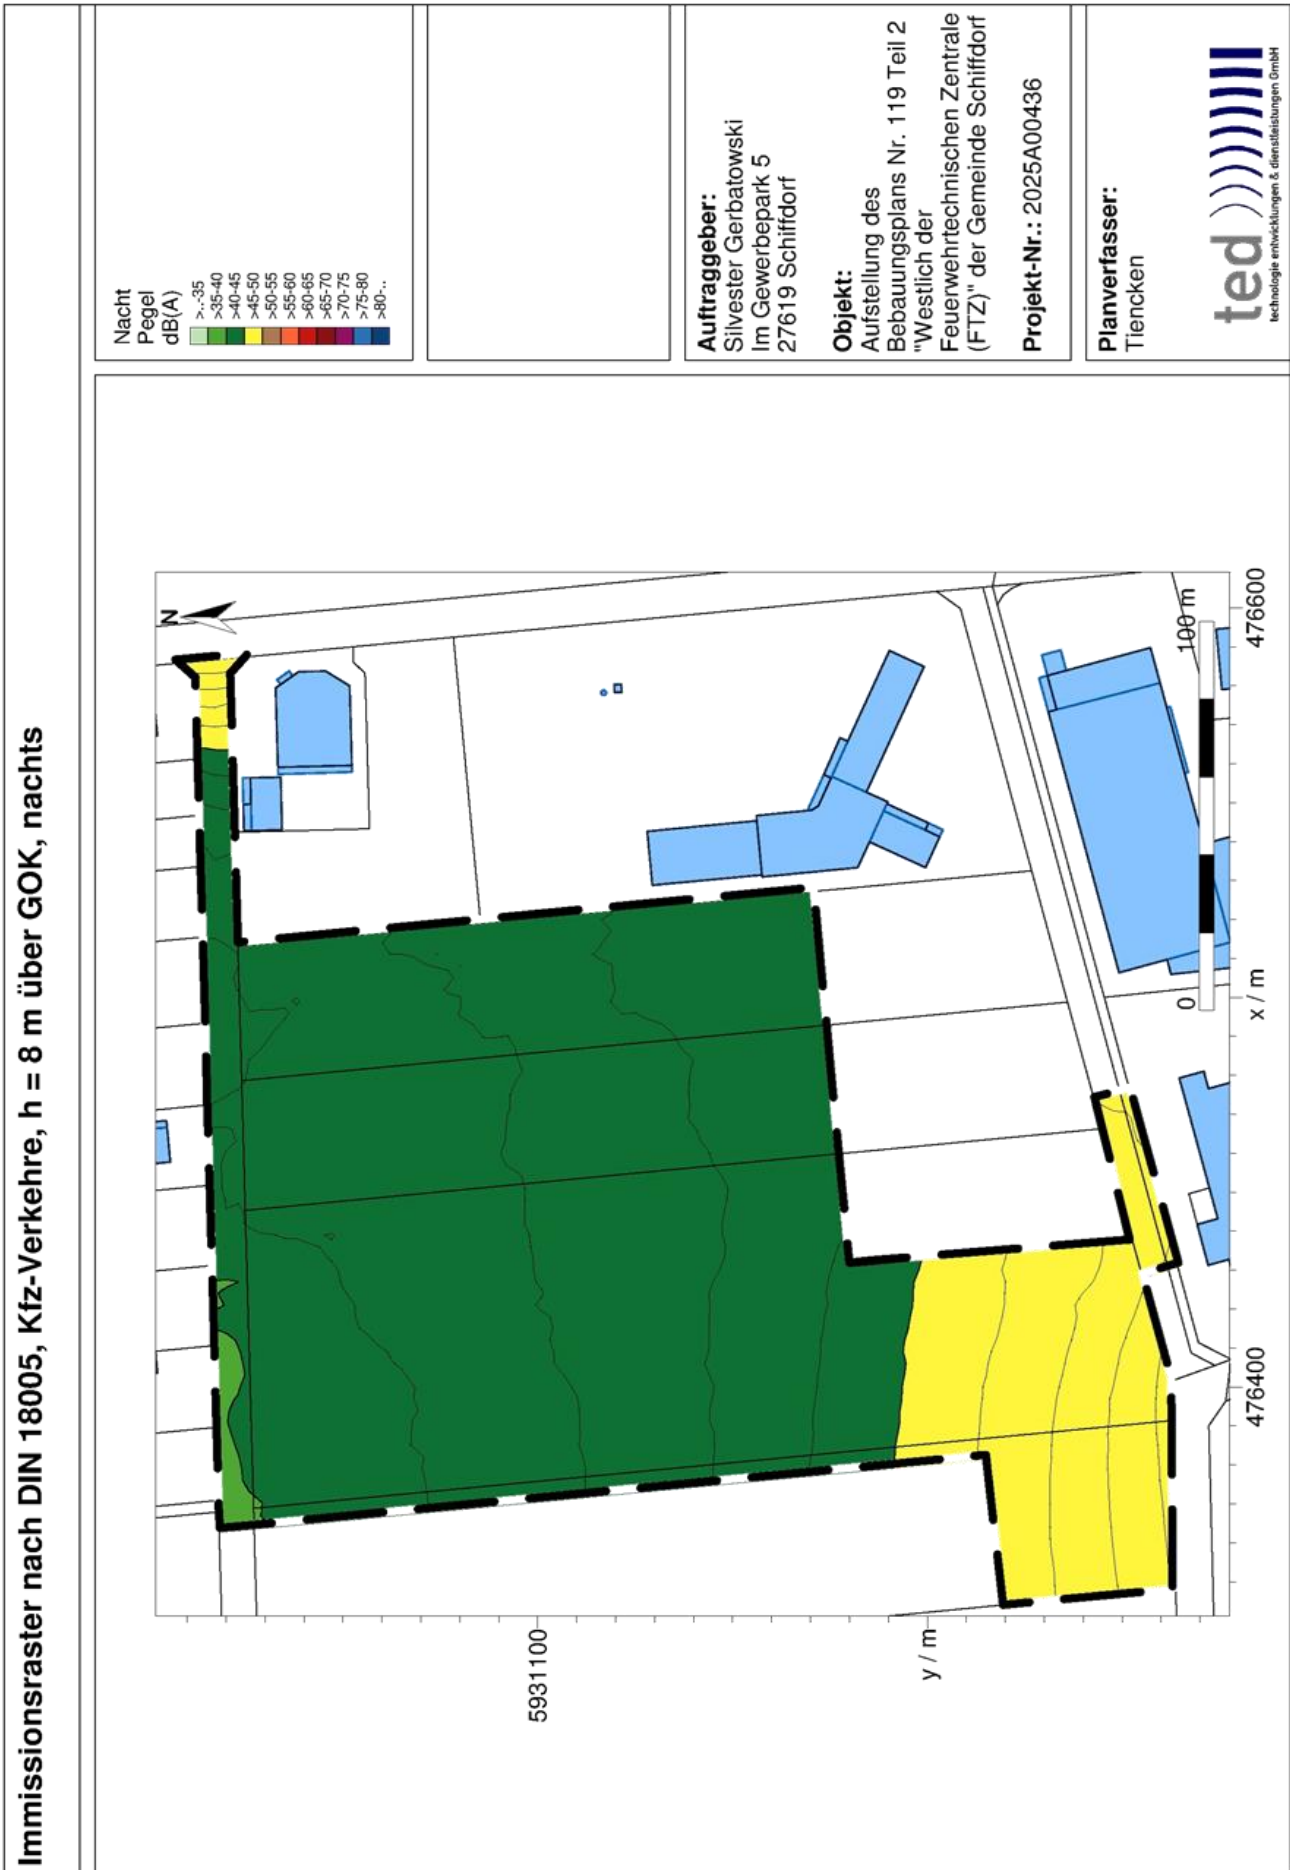 Immissionsraster nach DIN 18005, Kfz-Verkehre, h = 8 m über GOK, nachts
Nacht
Pegel
dB(A)
>..-35
>35-40
>40-45
>45-50
>50-55
>55-60
>60-65
>65-70
>70-75
>75-80
>80-..
Auftraggeber:
Silvester Gerbatowski
Im Gewerbepark 5
27619 Schiffdorf
Objekt:
Aufstellung des
Bebauungsplans Nr. 119 Teil 2
"Westlich der
Feuerwehrtechnischen Zentrale
(FTZ)" der Gemeinde Schiffdorf
Projekt-Nr.: 2025A00436
Planverfasser:
Tiencken
ted
technologie entwicklungen & dienstleistungen GmbH
N
5931100
y / m
0
100 m
476400
x / m
476600